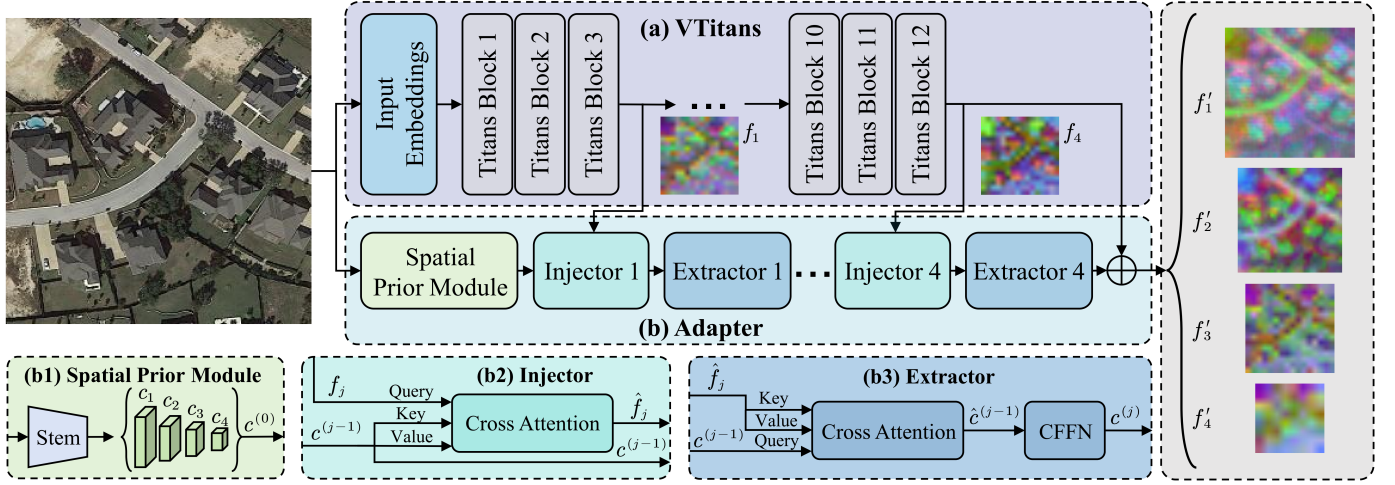 (a) VTitans
Input Embeddings
Titans Block 1
Titans Block 2
Titans Block 3
...
Titans Block 10
Titans Block 11
Titans Block 12
f₁
f₄
Spatial
Prior Module
Injector 1
Extractor 1
...
Injector 4
Extractor 4
(b) Adapter
f′₁
f′₂
f′₃
f′₄
(b1) Spatial Prior Module
Stem
c₁
c₂
c₃
c₄
c⁽⁰⁾
(b2) Injector
fⱼ
Query
Key
c⁽ʲ⁻¹⁾
Value
Cross Attention
f̂ⱼ
c⁽ʲ⁻¹⁾
(b3) Extractor
f̂ⱼ
Key
Value
c⁽ʲ⁻¹⁾
Query
Cross Attention
ĉ⁽ʲ⁻¹⁾
CFFN
c⁽ʲ⁾